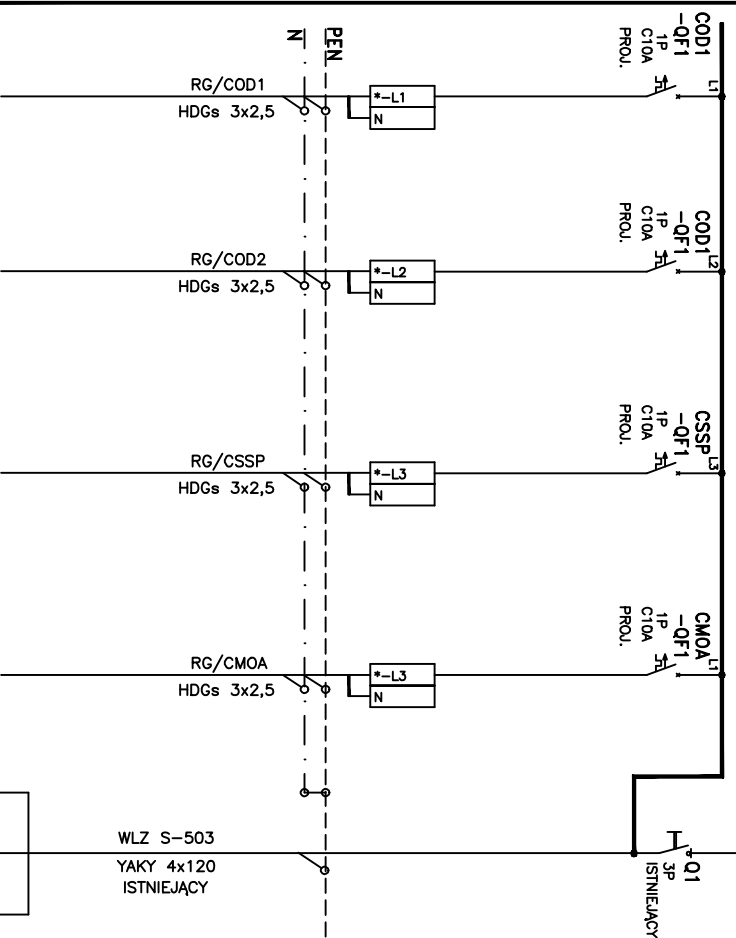 N
PEN
COD1
-QF1
1P
C10A
PROJ.
L1
RG/COD1
HDGs 3x2,5
*-L1
N
COD1
-QF1
1P
C10A
PROJ.
L2
RG/COD2
HDGs 3x2,5
*-L2
N
CSSP
-QF1
1P
C10A
PROJ.
L3
RG/CSSP
HDGs 3x2,5
*-L3
N
CMOA
-QF1
1P
C10A
PROJ.
L1
RG/CMOA
HDGs 3x2,5
*-L3
N
WLZ S-503
YAKY 4x120
ISTNIEJĄCY
Q1
3P
ISTNIEJĄCY